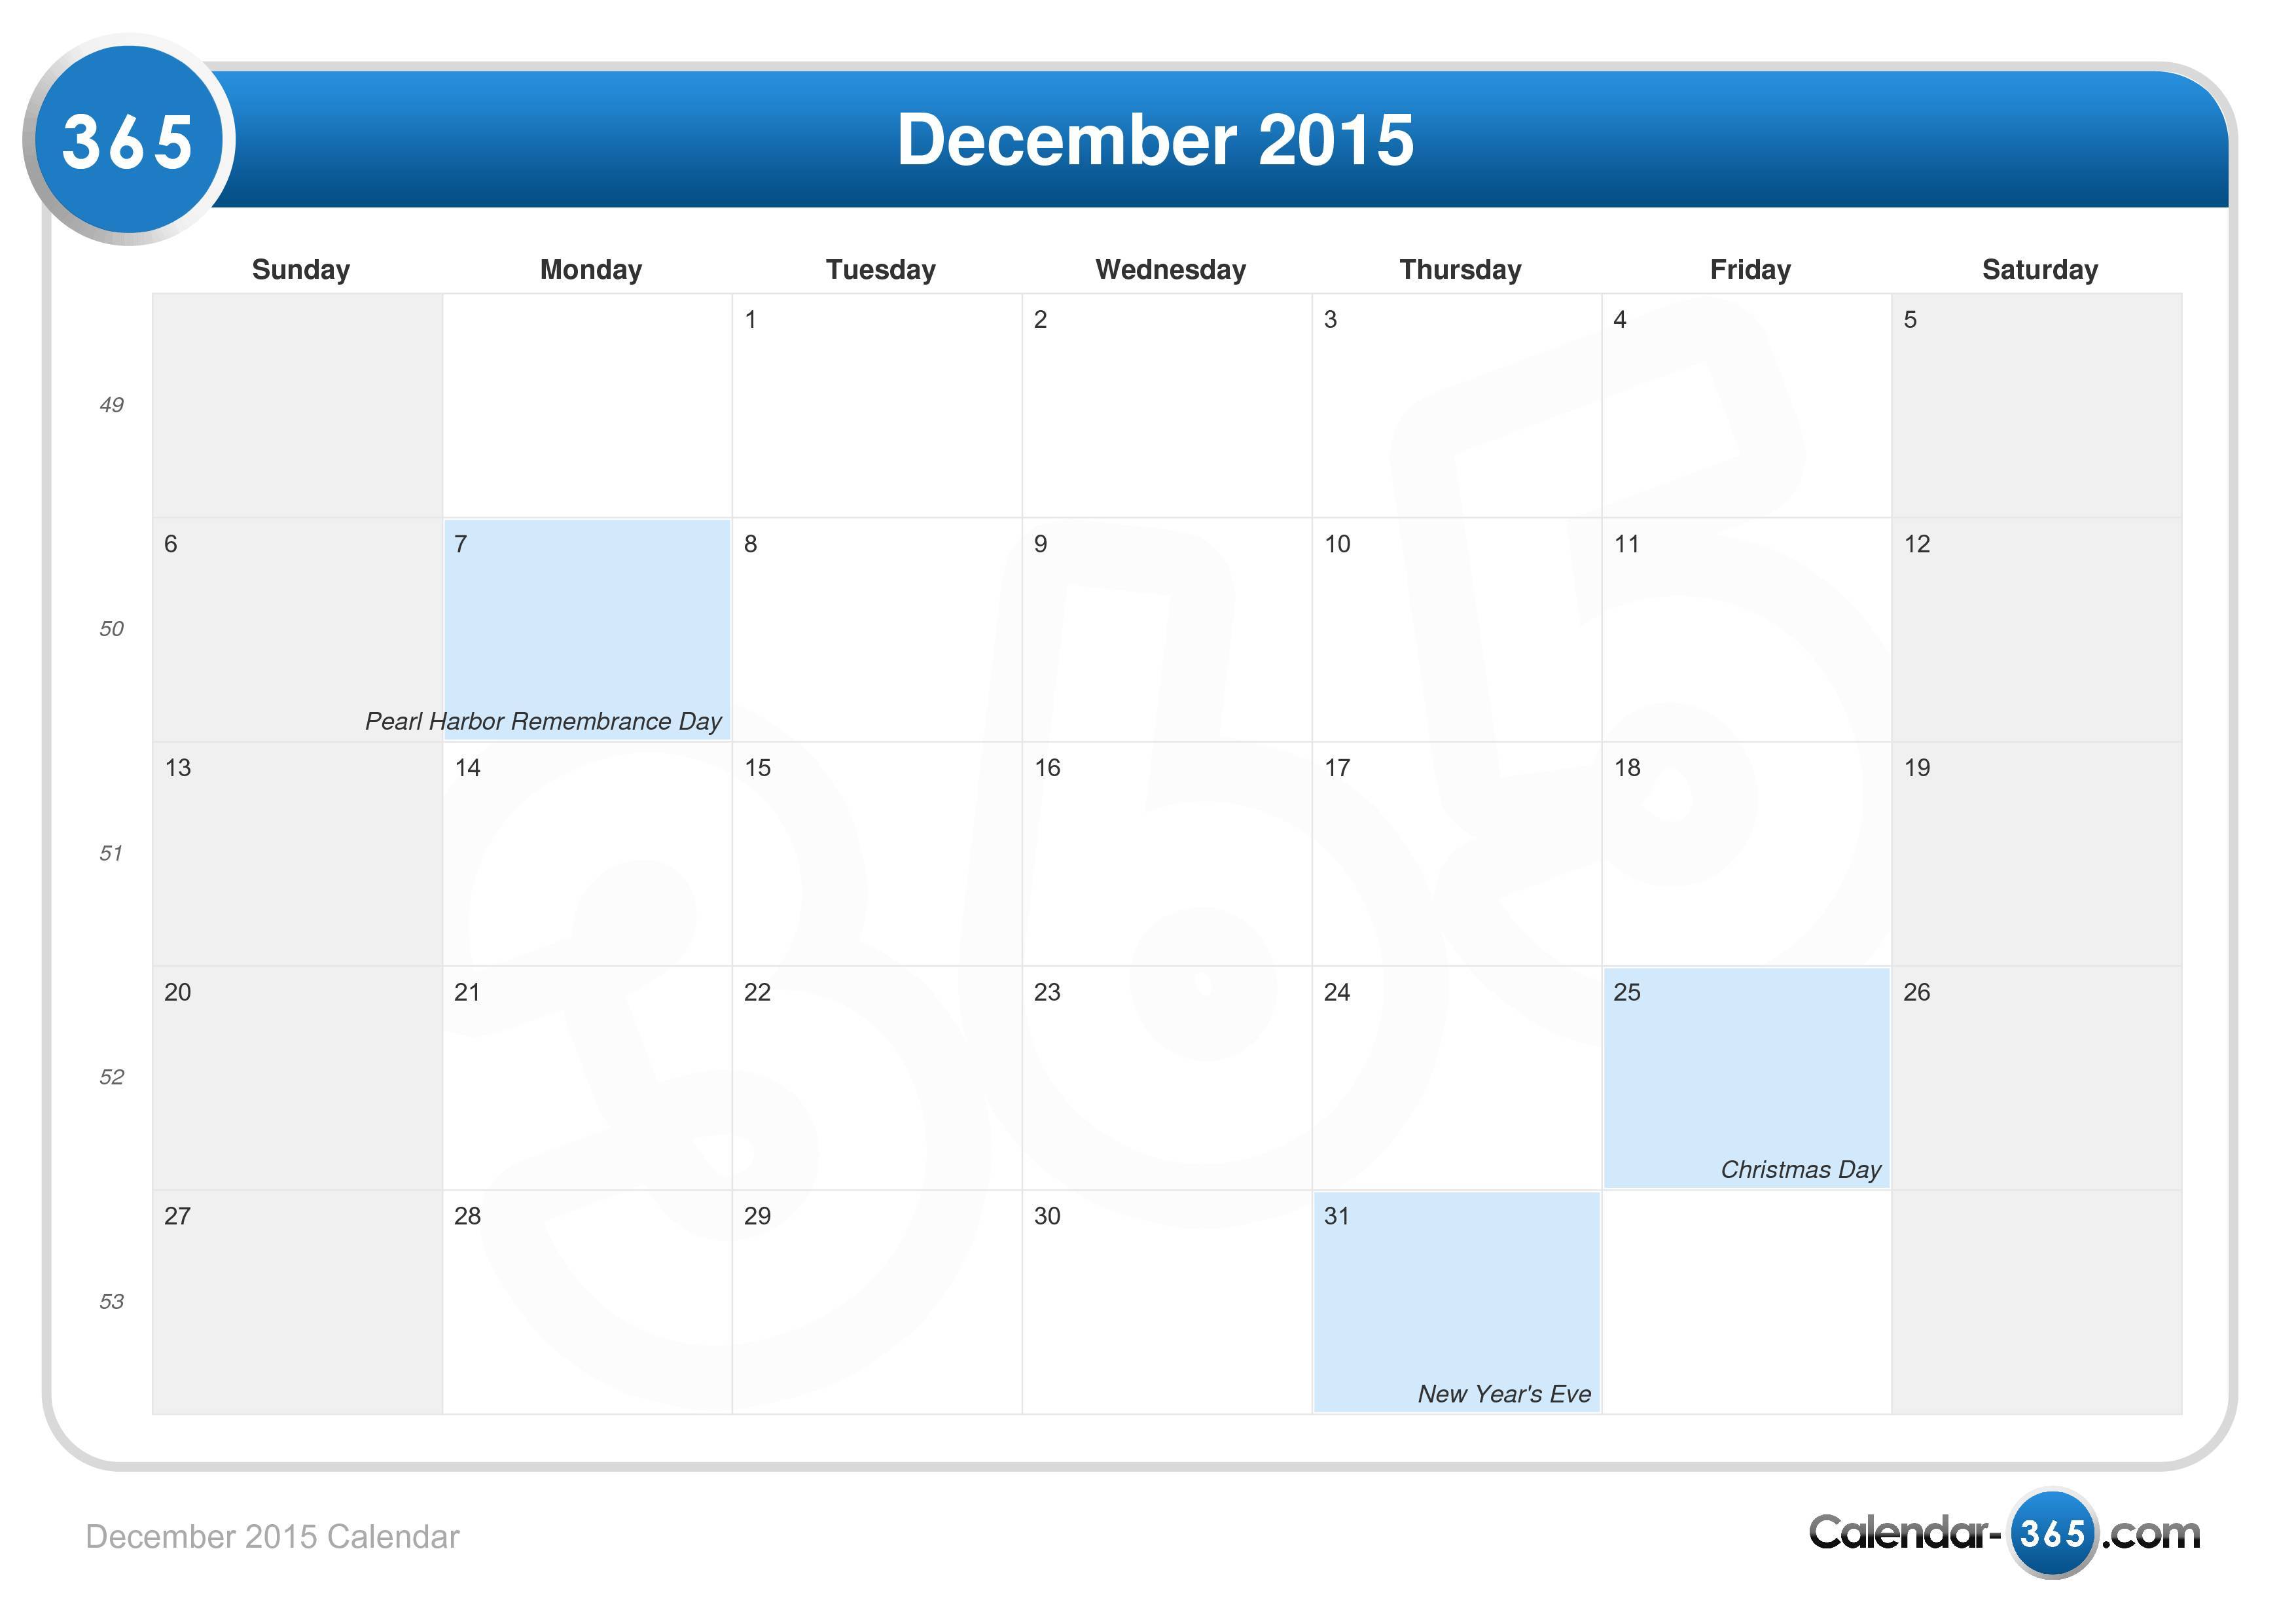 365
December 2015
Sunday Monday Tuesday Wednesday Thursday Friday Saturday
1 2 3 4 5
49
6 7 8 9 10 11 12
50
Pearl Harbor Remembrance Day
13 14 15 16 17 18 19
51
20 21 22 23 24 25 26
52
Christmas Day
27 28 29 30 31
53
New Year's Eve
365
December 2015 Calendar
Calendar-365.com